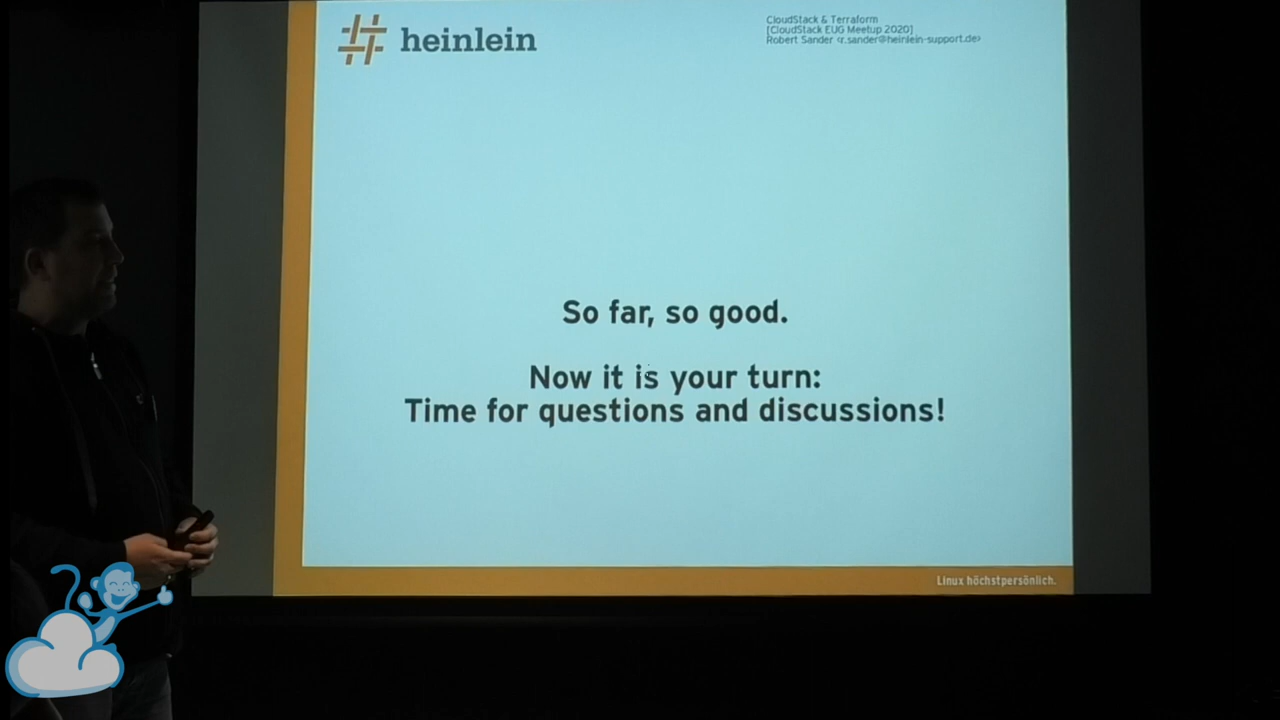 heinlein
CloudStack & Terraform
[CloudStack EUG Meetup 2020]
Robert Sander <r.sander@heinlein-support.de>
So far, so good.
Now it is your turn:
Time for questions and discussions!
Linux höchstpersönlich.